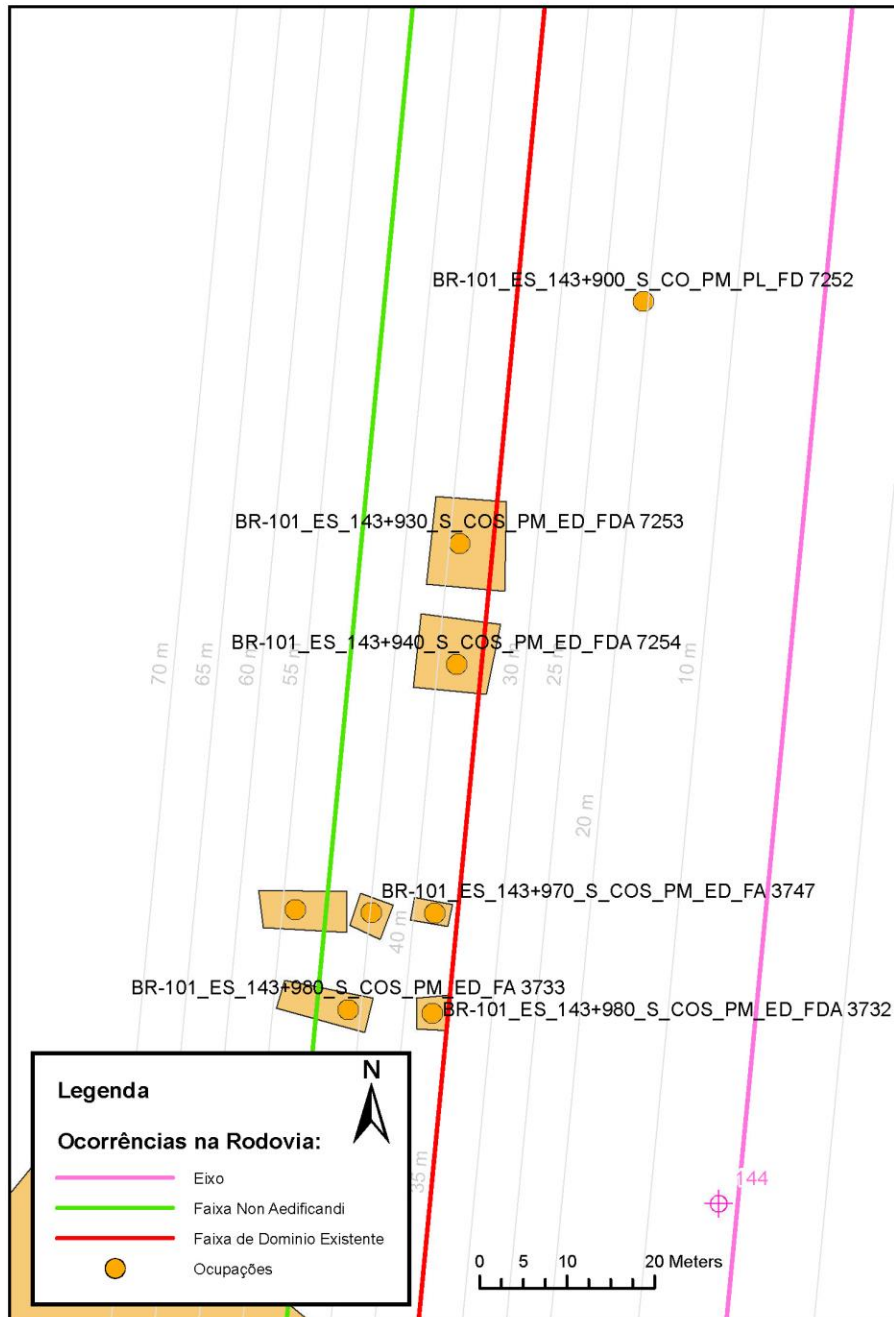 BR-101_ES_143+900_S_CO_PM_PL_FD 7252
BR-101_ES_143+930_S_COS_PM_ED_FDA 7253
BR-101_ES_143+940_S_COS_PM_ED_FDA 7254
70 m
65 m
60 m
55 m
30 m
25 m
10 m
20 m
BR-101_ES_143+970_S_COS_PM_ED_FA 3747
40 m
BR-101_ES_143+980_S_COS_PM_ED_FA 3733
BR-101_ES_143+980_S_COS_PM_ED_FDA 3732
35 m
144
N
Legenda
Ocorrências na Rodovia:
Eixo
Faixa Non Aedificandi
Faixa de Dominio Existente
Ocupações
0 5 10 20 Meters